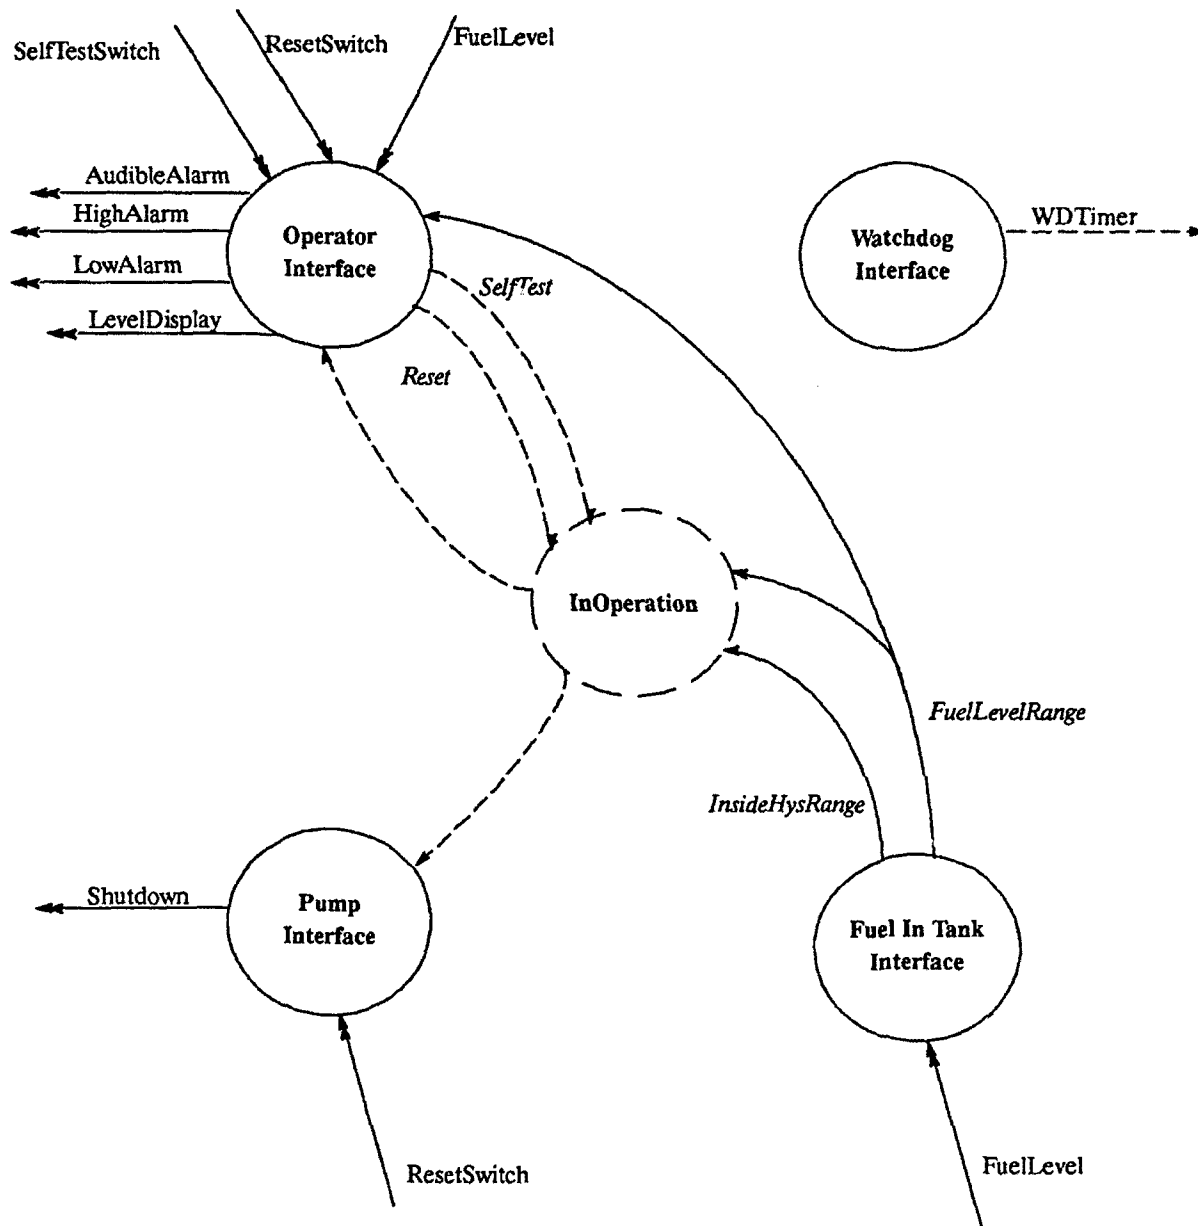 SelfTestSwitch
ResetSwitch
FuelLevel
AudibleAlarm
HighAlarm
LowAlarm
LevelDisplay
Operator
Interface
SelfTest
Reset
Watchdog
Interface
WDTimer
InOperation
FuelLevelRange
InsideHysRange
Shutdown
Pump
Interface
Fuel In Tank
Interface
ResetSwitch
FuelLevel